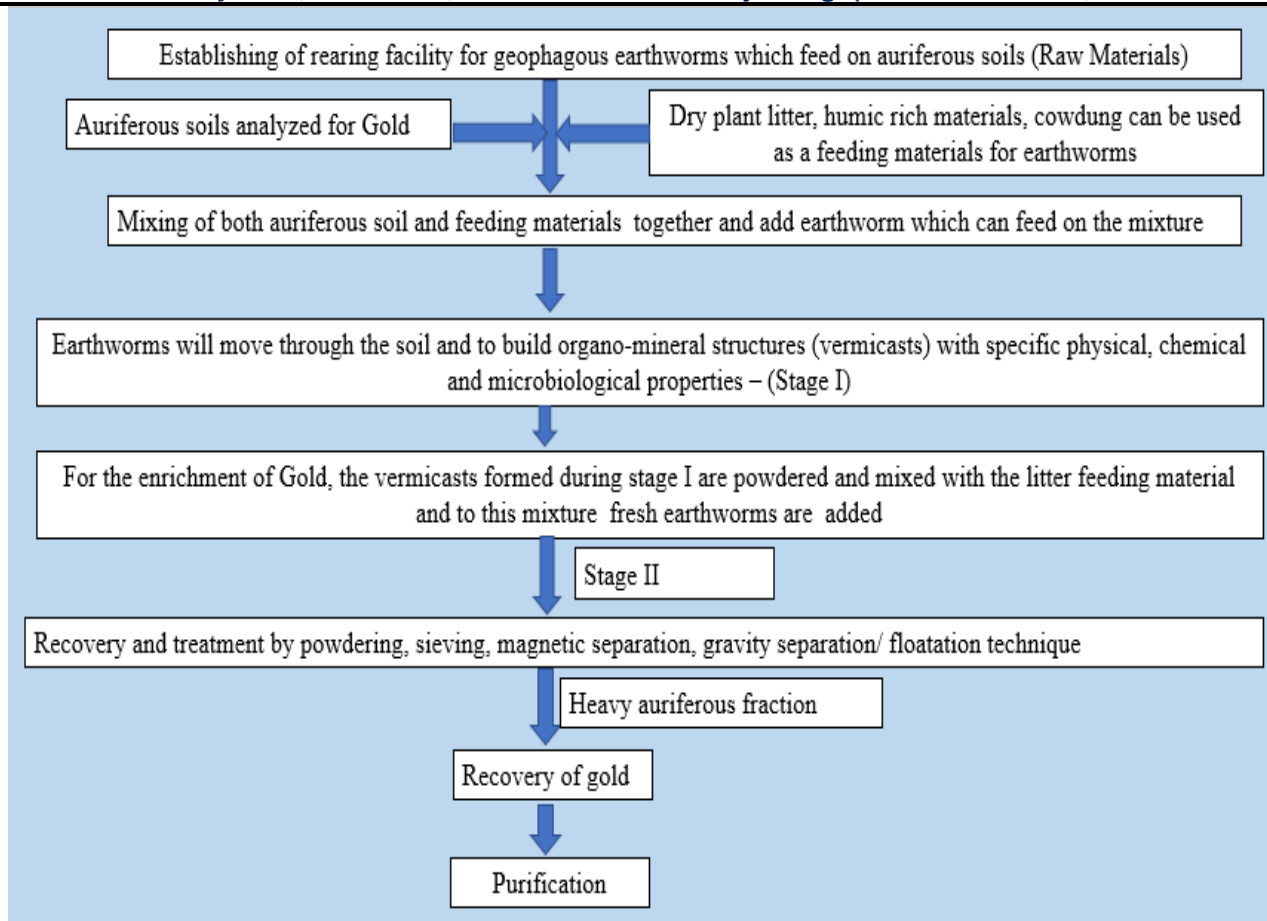 Establishing of rearing facility for geophagous earthworms which feed on auriferous soils (Raw Materials)
Auriferous soils analyzed for Gold
Dry plant litter, humic rich materials, cowdung can be used
as a feeding materials for earthworms
Mixing of both auriferous soil and feeding materials together and add earthworm which can feed on the mixture
Earthworms will move through the soil and to build organo-mineral structures (vermicasts) with specific physical, chemical
and microbiological properties – (Stage I)
For the enrichment of Gold, the vermicasts formed during stage I are powdered and mixed with the litter feeding material
and to this mixture fresh earthworms are added
Stage II
Recovery and treatment by powdering, sieving, magnetic separation, gravity separation/ floatation technique
Heavy auriferous fraction
Recovery of gold
Purification